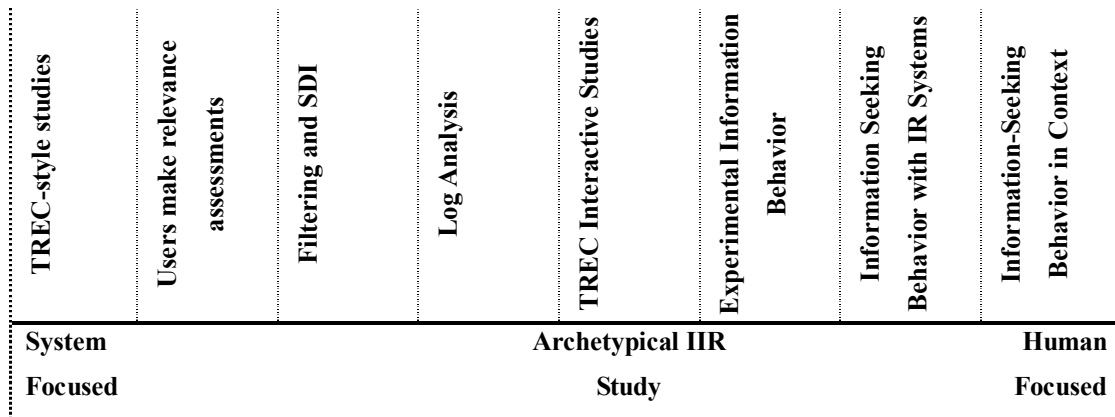 TREC-style studies
Users make relevance
assessments
Filtering and SDI
Log Analysis
TREC Interactive Studies
Experimental Information
Behavior
Information Seeking
Behavior with IR Systems
Information-Seeking
Behavior in Context
System Archetypical IIR Human
Focused Study Focused